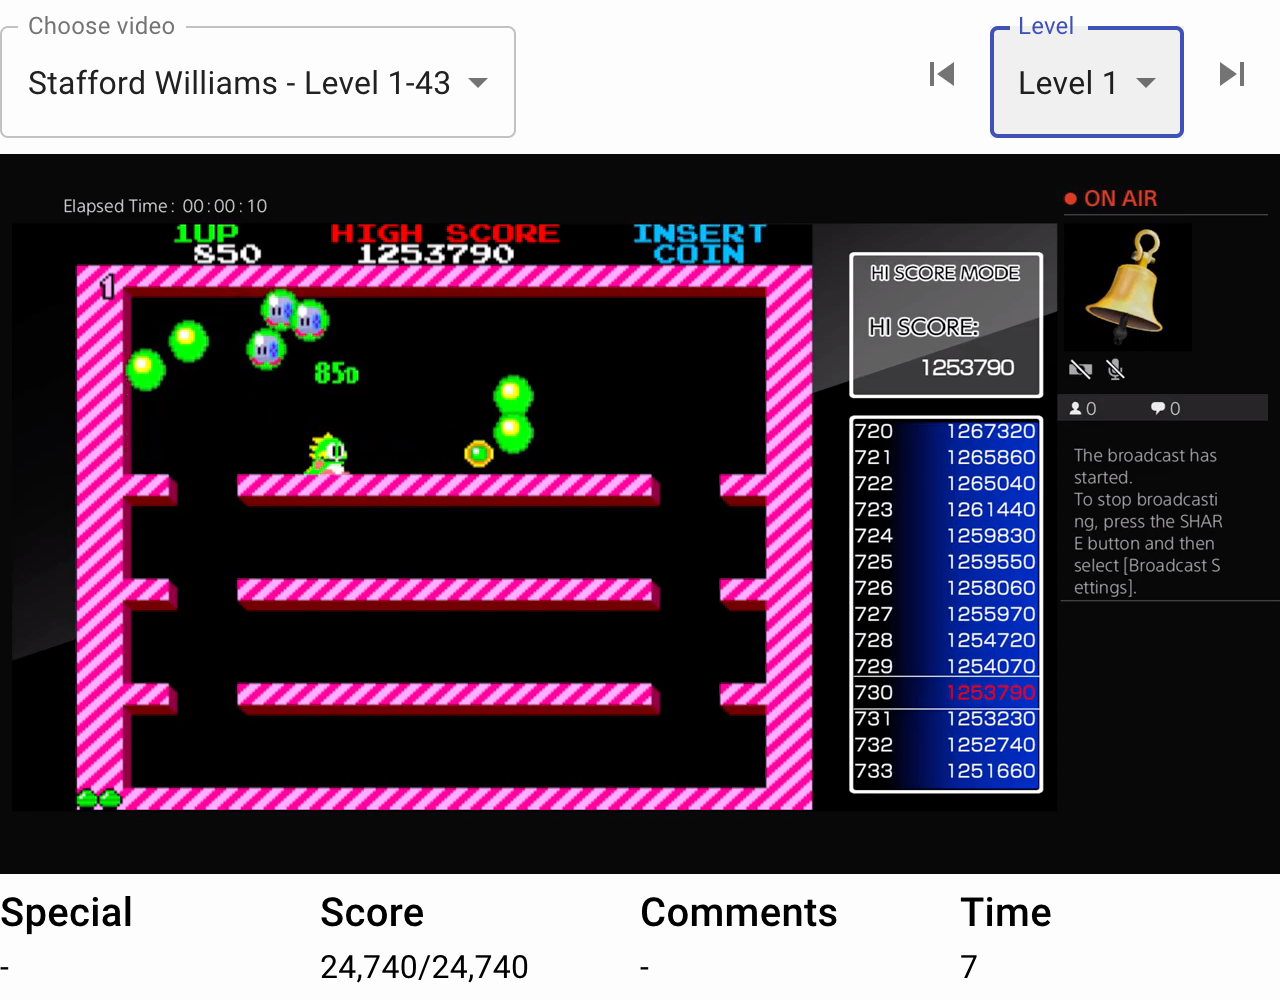 Choose video
Stafford Williams - Level 1-43
Level
Level 1
Elapsed Time: 00:00:10
ON AIR
1UP HIGH SCORE INSERT
850 1253790 COIN
1
850
HI SCORE MODE
HI SCORE:
1253790
720 1267320
721 1265860
722 1265040
723 1261440
724 1259830
725 1259550
726 1258060
727 1255970
728 1254720
729 1254070
730 1253790
731 1253230
732 1252740
733 1251660
0 0
The broadcast has
started.
To stop broadcasti
ng, press the SHAR
E button and then
select [Broadcast S
ettings].
Special Score Comments Time
- 24,740/24,740 - 7